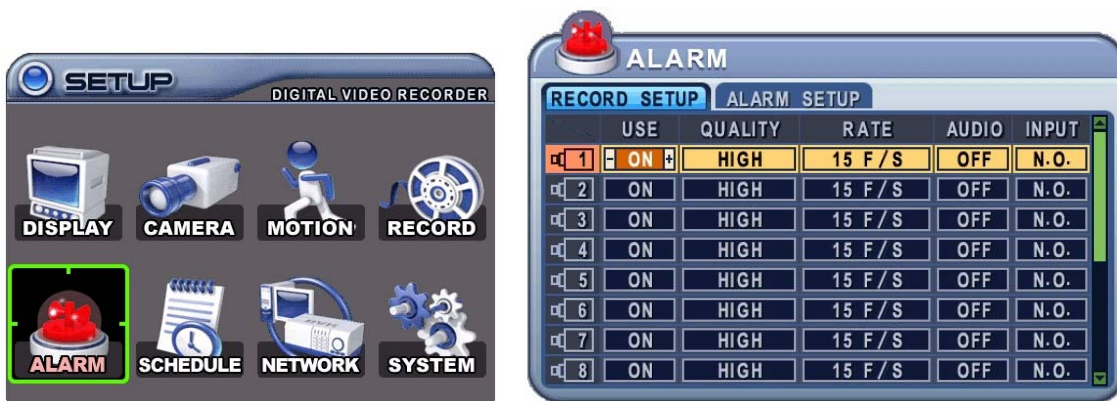 SETUP
DIGITAL VIDEO RECORDER
DISPLAY CAMERA MOTION RECORD
ALARM SCHEDULE NETWORK SYSTEM
ALARM
RECORD SETUP ALARM SETUP
USE QUALITY RATE AUDIO INPUT
1 - ON + HIGH 15 F/S OFF N.O.
2 ON HIGH 15 F/S OFF N.O.
3 ON HIGH 15 F/S OFF N.O.
4 ON HIGH 15 F/S OFF N.O.
5 ON HIGH 15 F/S OFF N.O.
6 ON HIGH 15 F/S OFF N.O.
7 ON HIGH 15 F/S OFF N.O.
8 ON HIGH 15 F/S OFF N.O.